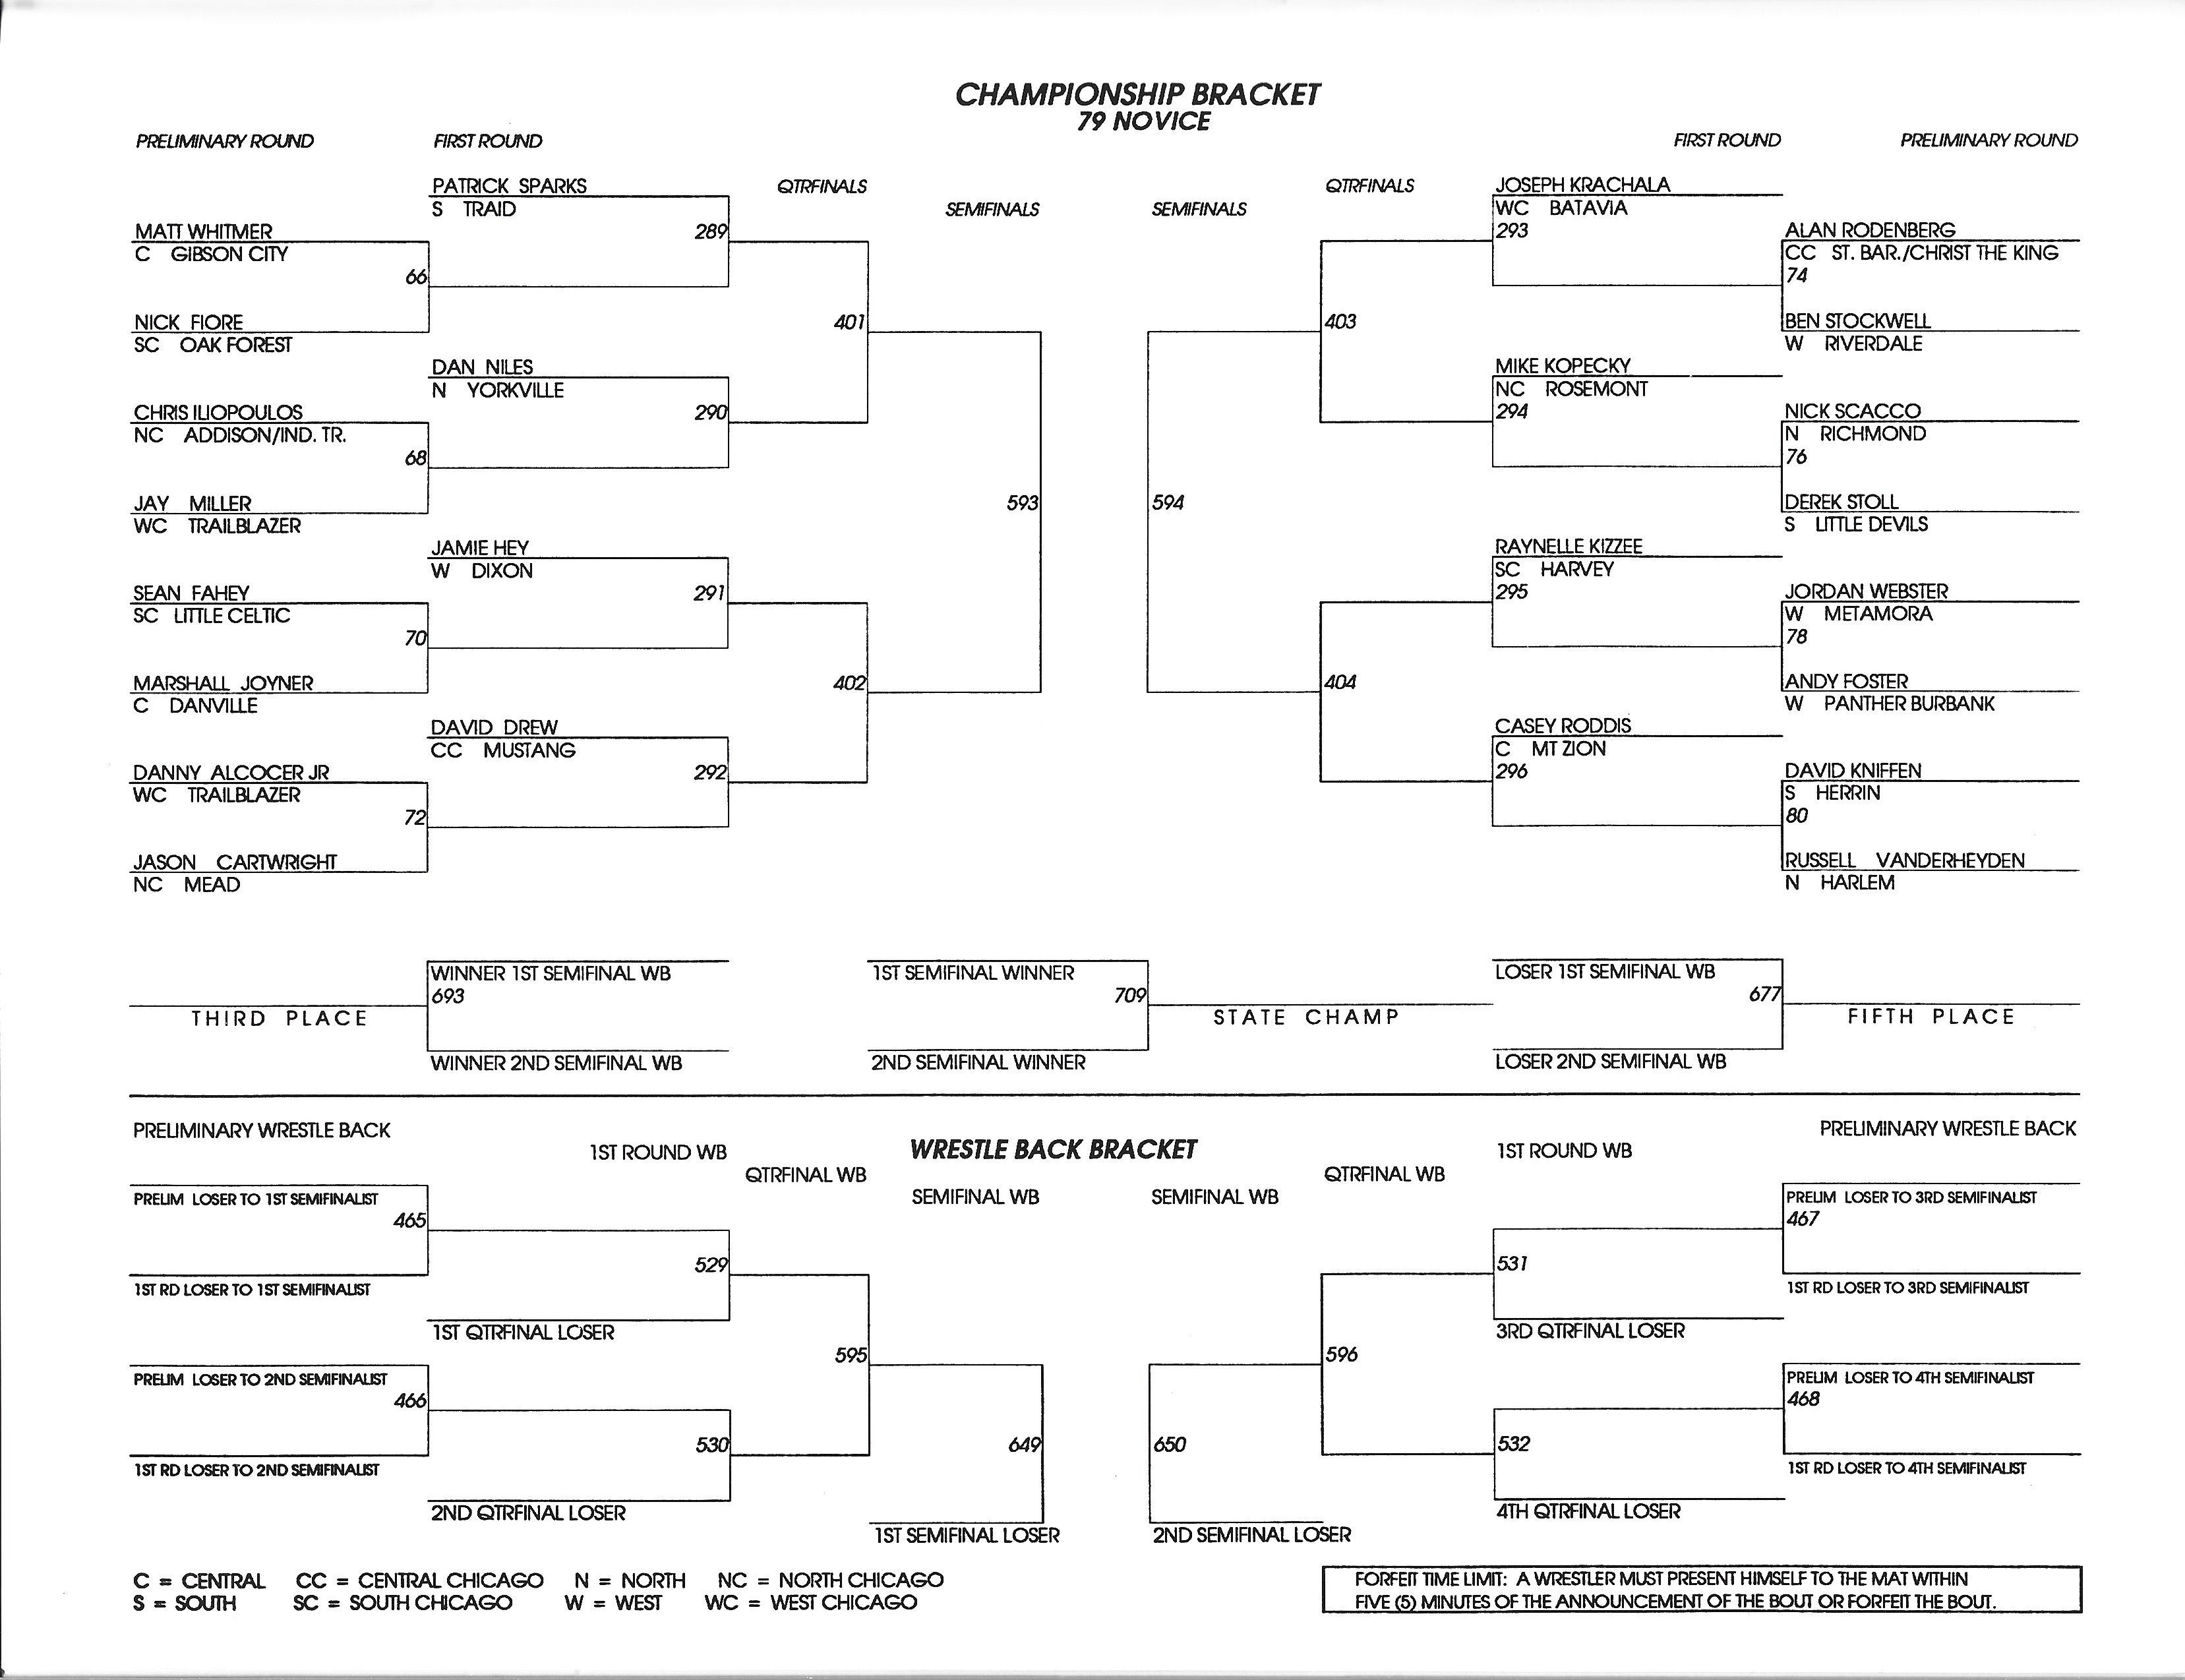 CHAMPIONSHIP BRACKET
79 NOVICE
PRELIMINARY ROUND
FIRST ROUND
FIRST ROUND
PRELIMINARY ROUND
PATRICK SPARKS
S TRAID
289
QTRFINALS
SEMIFINALS
SEMIFINALS
QTRFINALS
JOSEPH KRACHALA
WC BATAVIA
293
MATT WHITMER
C GIBSON CITY
66
NICK FIORE
SC OAK FOREST
401
403
ALAN RODENBERG
CC ST. BAR./CHRIST THE KING
74
BEN STOCKWELL
W RIVERDALE
DAN NILES
N YORKVILLE
290
MIKE KOPECKY
NC ROSEMONT
294
CHRIS ILIOPOULOS
NC ADDISON/IND. TR.
68
JAY MILLER
WC TRAILBLAZER
593
594
NICK SCACCO
N RICHMOND
76
DEREK STOLL
S LITTLE DEVILS
JAMIE HEY
W DIXON
291
RAYNELLE KIZZEE
SC HARVEY
295
SEAN FAHEY
SC LITTLE CELTIC
70
MARSHALL JOYNER
C DANVILLE
402
404
JORDAN WEBSTER
W METAMORA
78
ANDY FOSTER
W PANTHER BURBANK
DAVID DREW
CC MUSTANG
292
CASEY RODDIS
C MT ZION
296
DANNY ALCOCER JR
WC TRAILBLAZER
72
JASON CARTWRIGHT
NC MEAD
DAVID KNIFFEN
S HERRIN
80
RUSSELL VANDERHEYDEN
N HARLEM
WINNER 1ST SEMIFINAL WB
693
THIRD PLACE
WINNER 2ND SEMIFINAL WB
1ST SEMIFINAL WINNER
709
STATE CHAMP
2ND SEMIFINAL WINNER
LOSER 1ST SEMIFINAL WB
677
FIFTH PLACE
LOSER 2ND SEMIFINAL WB
PRELIMINARY WRESTLE BACK
1ST ROUND WB
QTRFINAL WB
WRESTLE BACK BRACKET
SEMIFINAL WB
SEMIFINAL WB
QTRFINAL WB
1ST ROUND WB
PRELIMINARY WRESTLE BACK
PRELIM LOSER TO 1ST SEMIFINALIST
465
1ST RD LOSER TO 1ST SEMIFINALIST
529
1ST QTRFINAL LOSER
531
3RD QTRFINAL LOSER
PRELIM LOSER TO 3RD SEMIFINALIST
467
1ST RD LOSER TO 3RD SEMIFINALIST
595
596
PRELIM LOSER TO 2ND SEMIFINALIST
466
1ST RD LOSER TO 2ND SEMIFINALIST
530
2ND QTRFINAL LOSER
649
1ST SEMIFINAL LOSER
650
2ND SEMIFINAL LOSER
532
4TH QTRFINAL LOSER
PRELIM LOSER TO 4TH SEMIFINALIST
468
1ST RD LOSER TO 4TH SEMIFINALIST
C = CENTRAL CC = CENTRAL CHICAGO N = NORTH NC = NORTH CHICAGO
S = SOUTH SC = SOUTH CHICAGO W = WEST WC = WEST CHICAGO
FORFEIT TIME LIMIT: A WRESTLER MUST PRESENT HIMSELF TO THE MAT WITHIN
FIVE (5) MINUTES OF THE ANNOUNCEMENT OF THE BOUT OR FORFEIT THE BOUT.